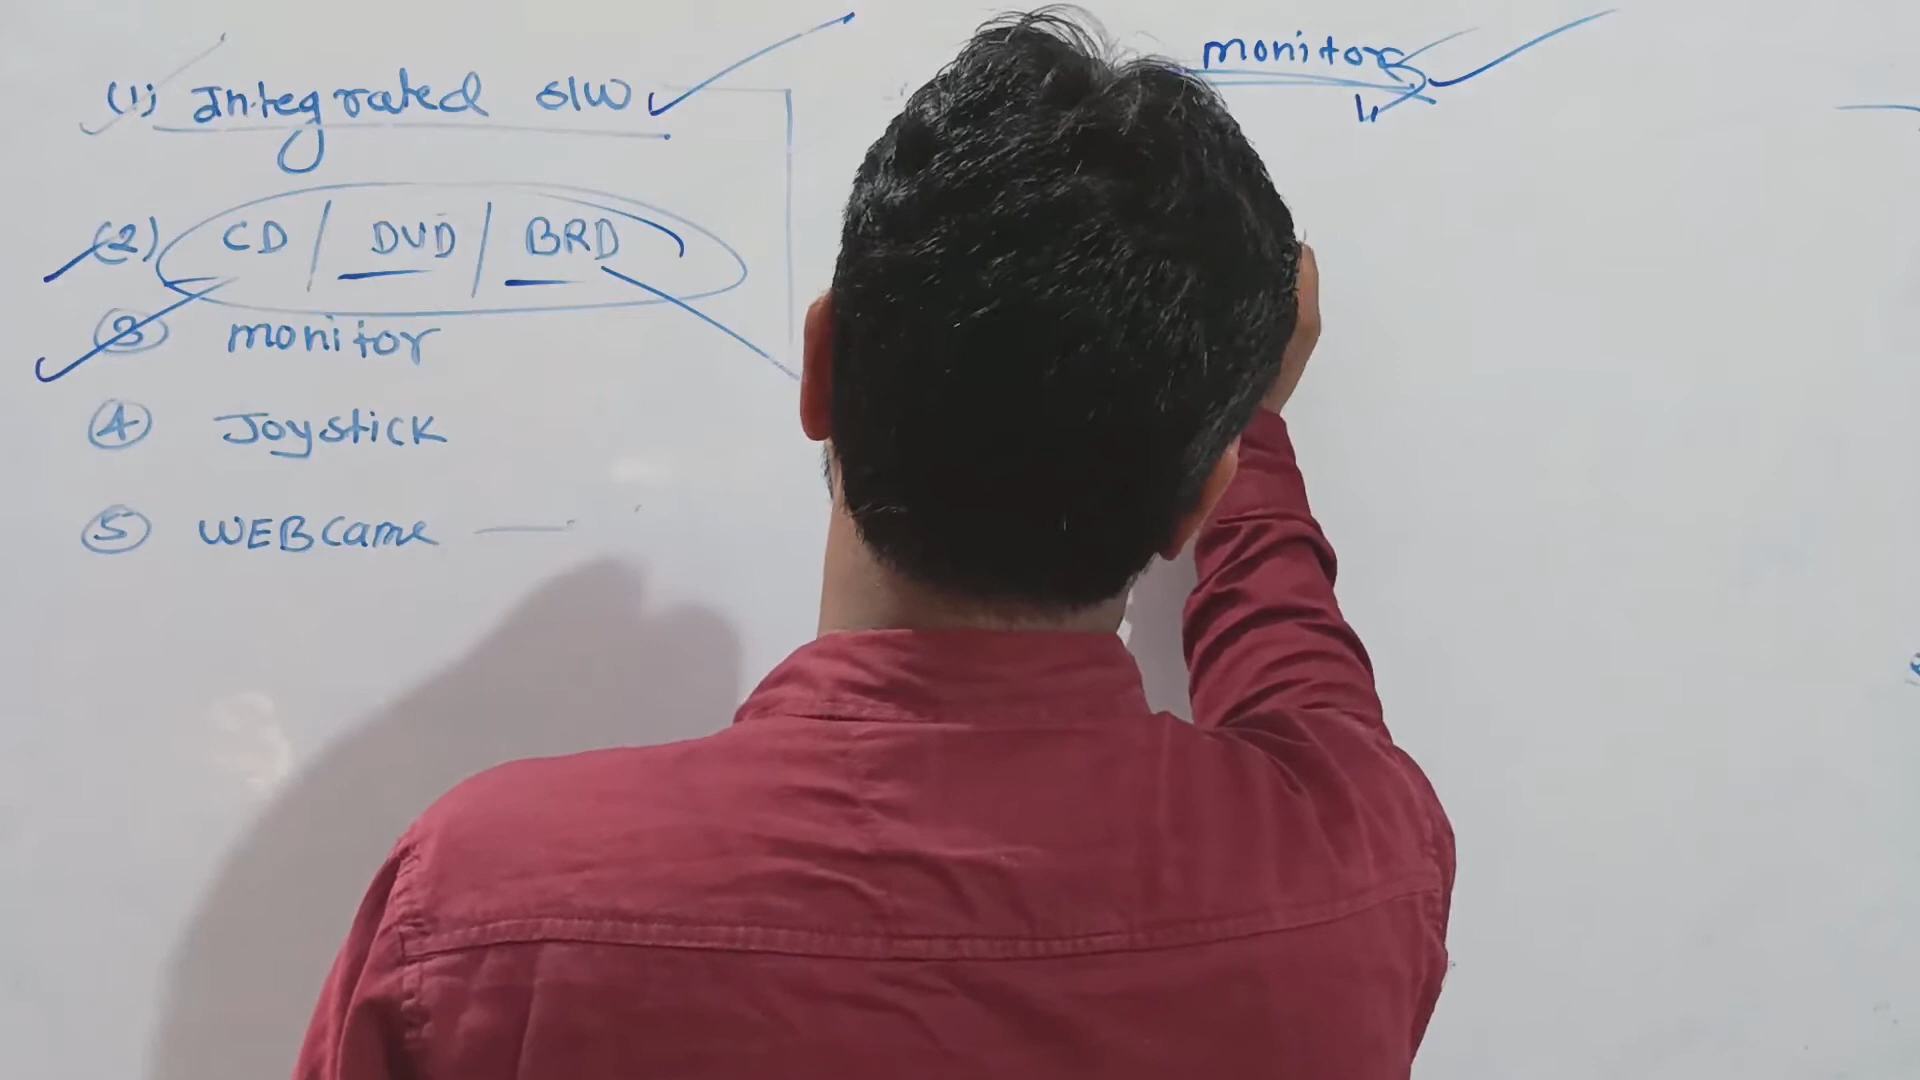 (1) Integrated S/W
(2) CD / DVD / BRD
(3) monitor
(4) Joystick
(5) WEBCame
monitor